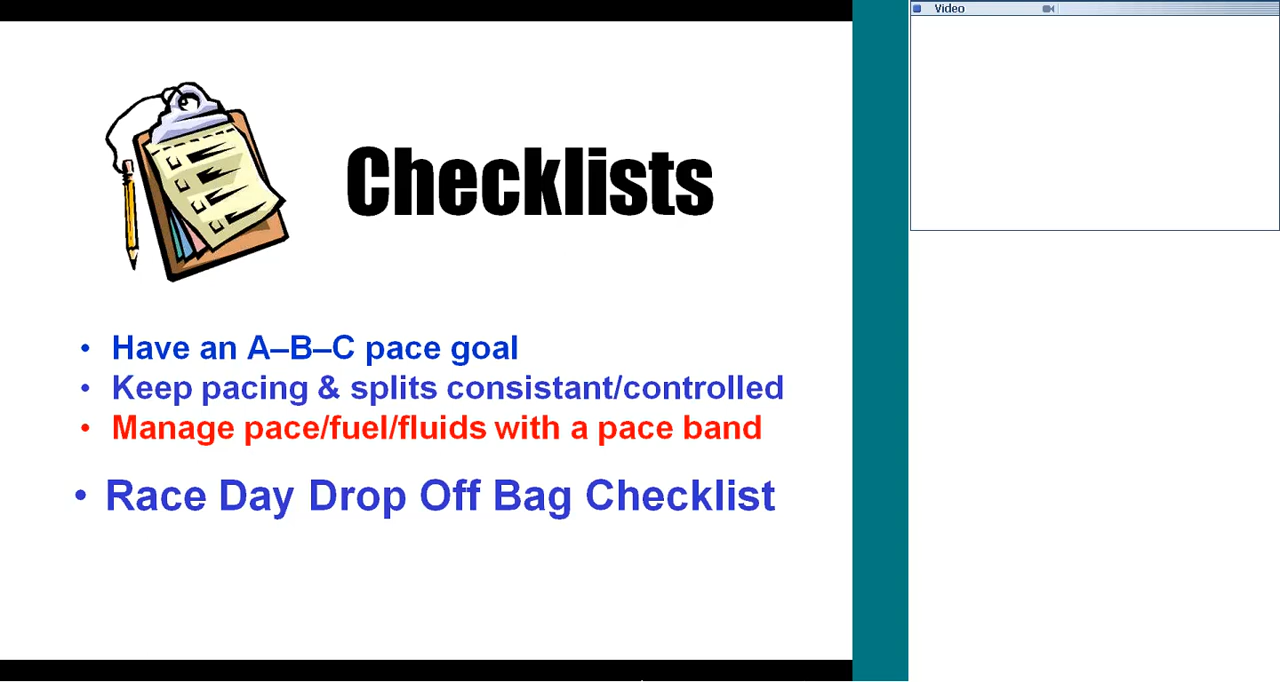 Video
Checklists
• Have an A–B–C pace goal
• Keep pacing & splits consistant/controlled
• Manage pace/fuel/fluids with a pace band
• Race Day Drop Off Bag Checklist